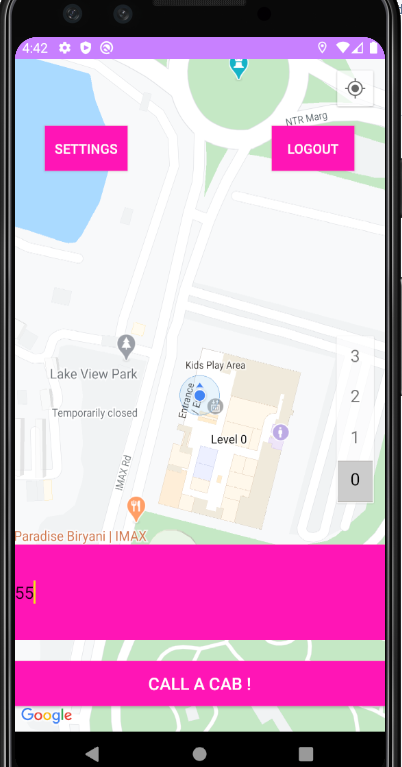 4:42
NTR Marg
SETTINGS
LOGOUT
3
Kids Play Area
Lake View Park
2
Entrance
Temporarily closed
1
Level 0
0
IMAX Rd
Paradise Biryani | IMAX
55
CALL A CAB !
Google